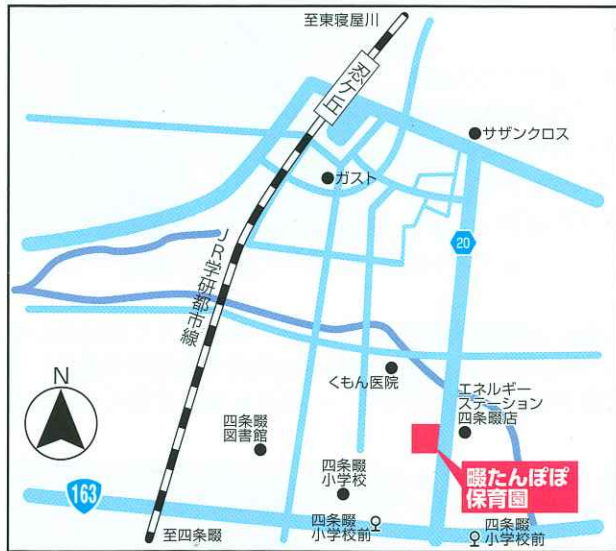 至東寝屋川
忍ケ丘
サザンクロス
ガスト
20
JR学研都市線
N
くもん医院
エネルギー
ステーション
四条畷店
四条畷
図書館
四条畷
小学校
畷たんぽぽ
保育園
163
至四条畷
四条畷
小学校前
四条畷
小学校前